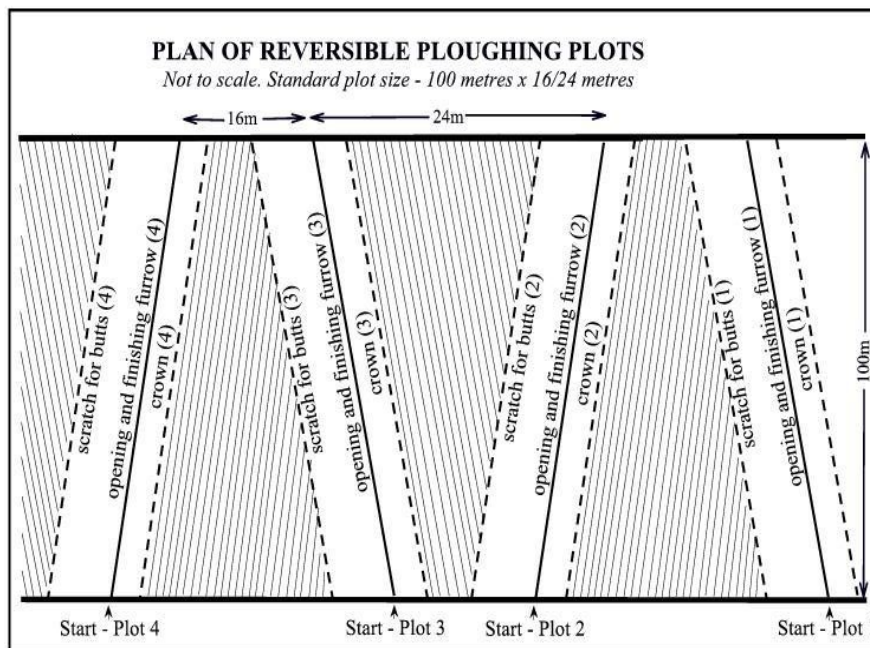 PLAN OF REVERSIBLE PLOUGHING PLOTS
Not to scale. Standard plot size - 100 metres x 16/24 metres
16m
24m
scratch for butts (4)
opening and finishing furrow (4)
crown (4)
scratch for butts (3)
opening and finishing furrow (3)
crown (3)
scratch for butts (2)
opening and finishing furrow (2)
crown (2)
scratch for butts (1)
opening and finishing furrow (1)
crown (1)
100m
Start - Plot 4
Start - Plot 3
Start - Plot 2
Start - Plot